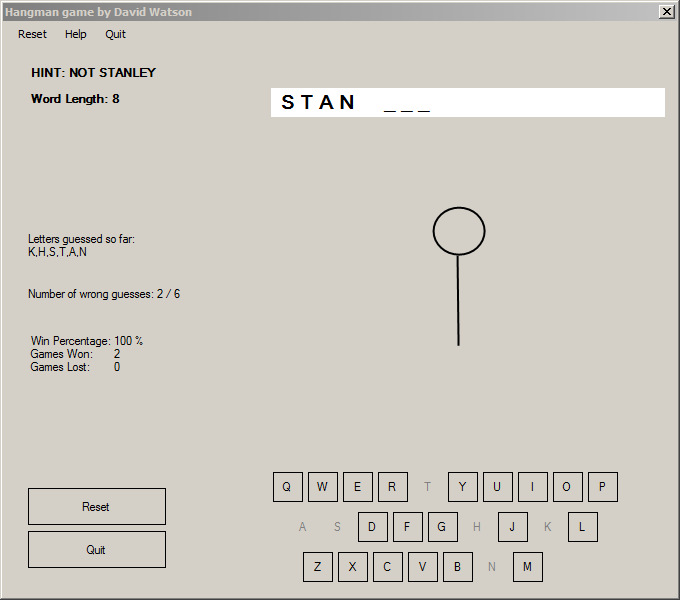 Hangman game by David Watson
Reset Help Quit
HINT: NOT STANLEY
Word Length: 8
S T A N _ _ _
Letters guessed so far:
K,H,S,T,A,N
Number of wrong guesses: 2 / 6
Win Percentage: 100 %
Games Won: 2
Games Lost: 0
Q W E R T Y U I O P
Reset
A S D F G H J K L
Quit
Z X C V B N M